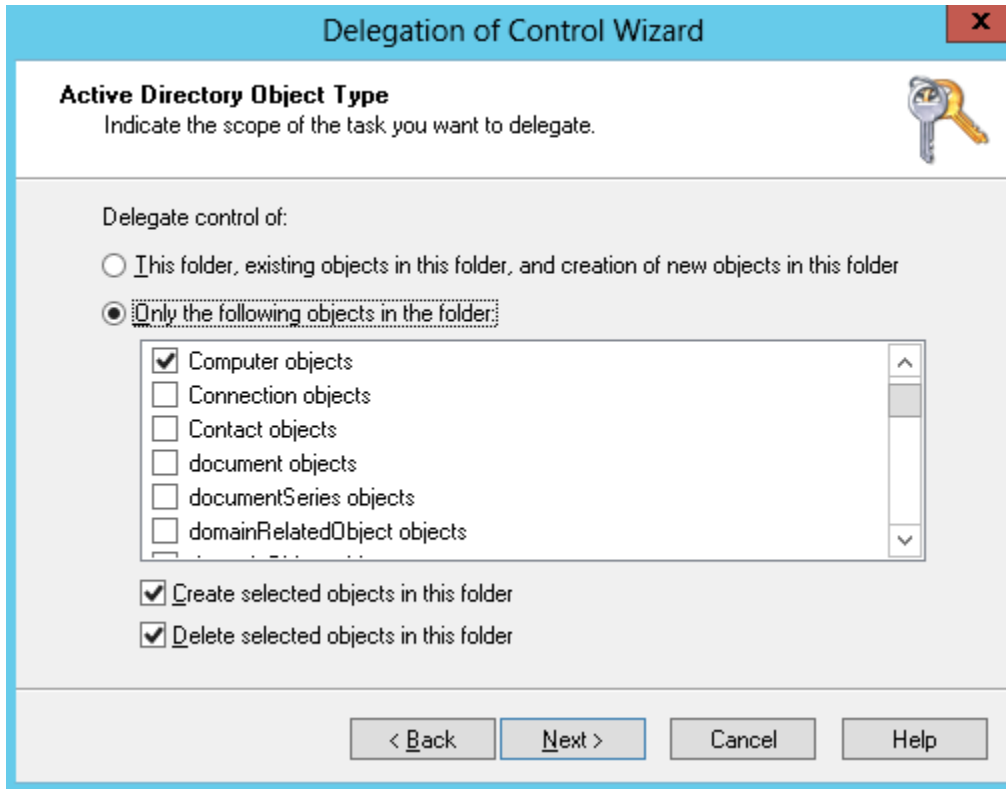 Delegation of Control Wizard
x
Active Directory Object Type
Indicate the scope of the task you want to delegate.
Delegate control of:
This folder, existing objects in this folder, and creation of new objects in this folder
Only the following objects in the folder:
Computer objects
Connection objects
Contact objects
document objects
documentSeries objects
domainRelatedObject objects
Create selected objects in this folder
Delete selected objects in this folder
< Back
Next >
Cancel
Help